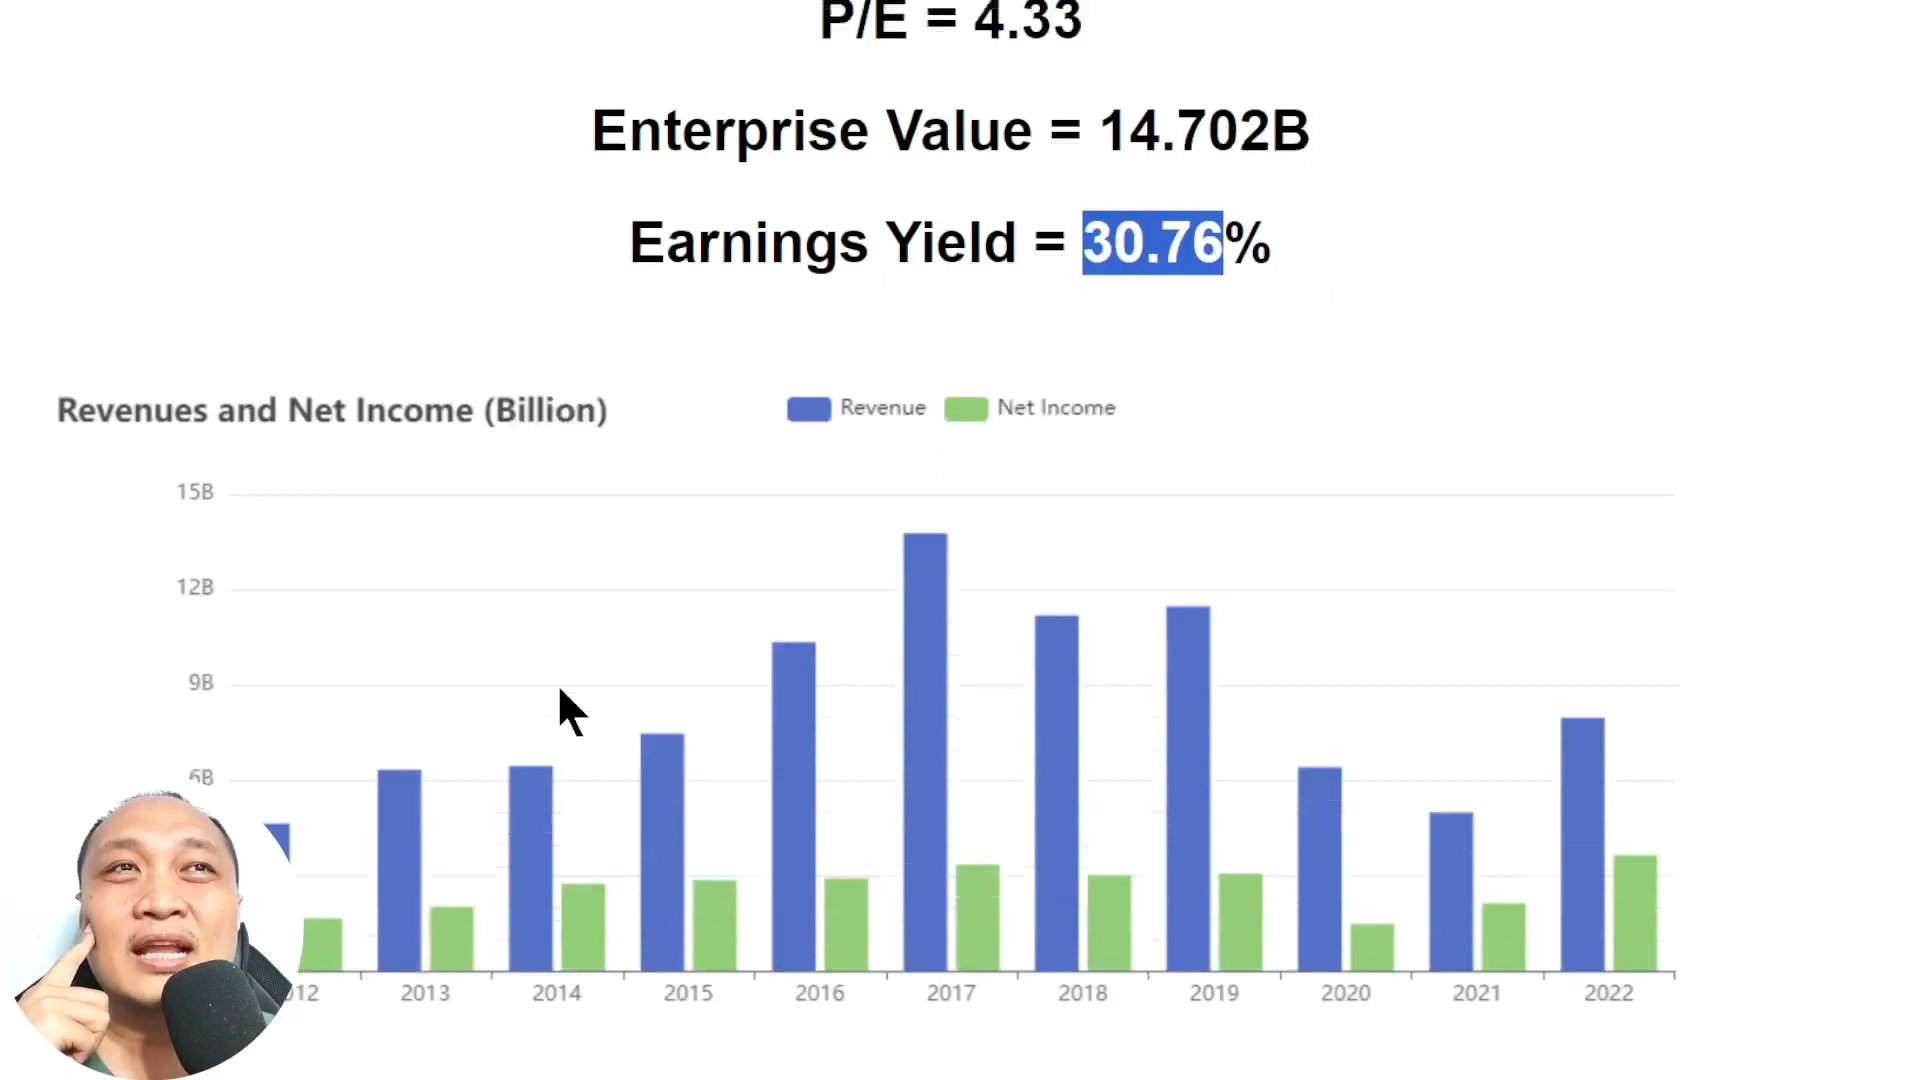 P/E = 4.33
Enterprise Value = 14.702B
Earnings Yield = 30.76%
Revenues and Net Income (Billion)
Revenue Net Income
15B
12B
9B
6B
012 2013 2014 2015 2016 2017 2018 2019 2020 2021 2022